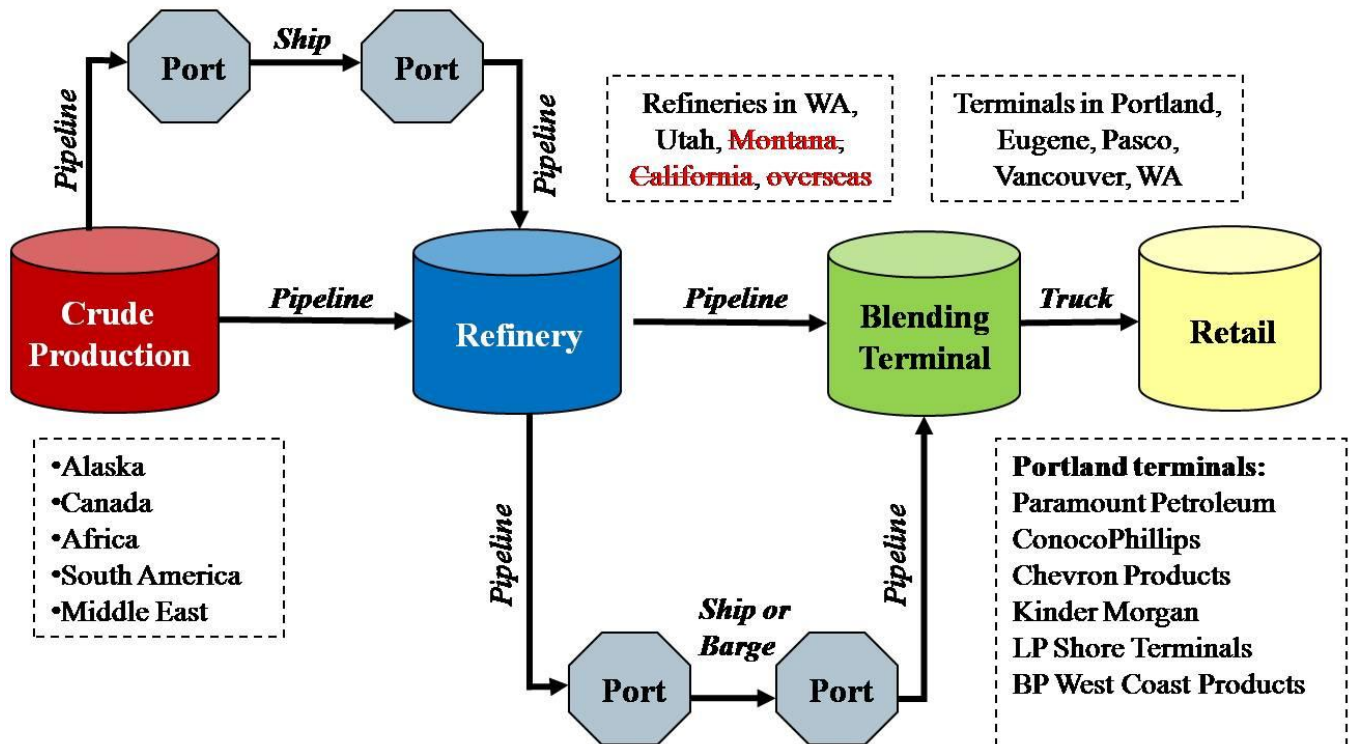 Ship
Port
Port
Pipeline
Pipeline
Refineries in WA,
Utah, Montana,
California, overseas
Terminals in Portland,
Eugene, Pasco,
Vancouver, WA
Crude
Production
Pipeline
Refinery
Pipeline
Blending
Terminal
Truck
Retail
•Alaska
•Canada
•Africa
•South America
•Middle East
Pipeline
Ship or
Barge
Port
Port
Pipeline
Portland terminals:
Paramount Petroleum
ConocoPhillips
Chevron Products
Kinder Morgan
LP Shore Terminals
BP West Coast Products